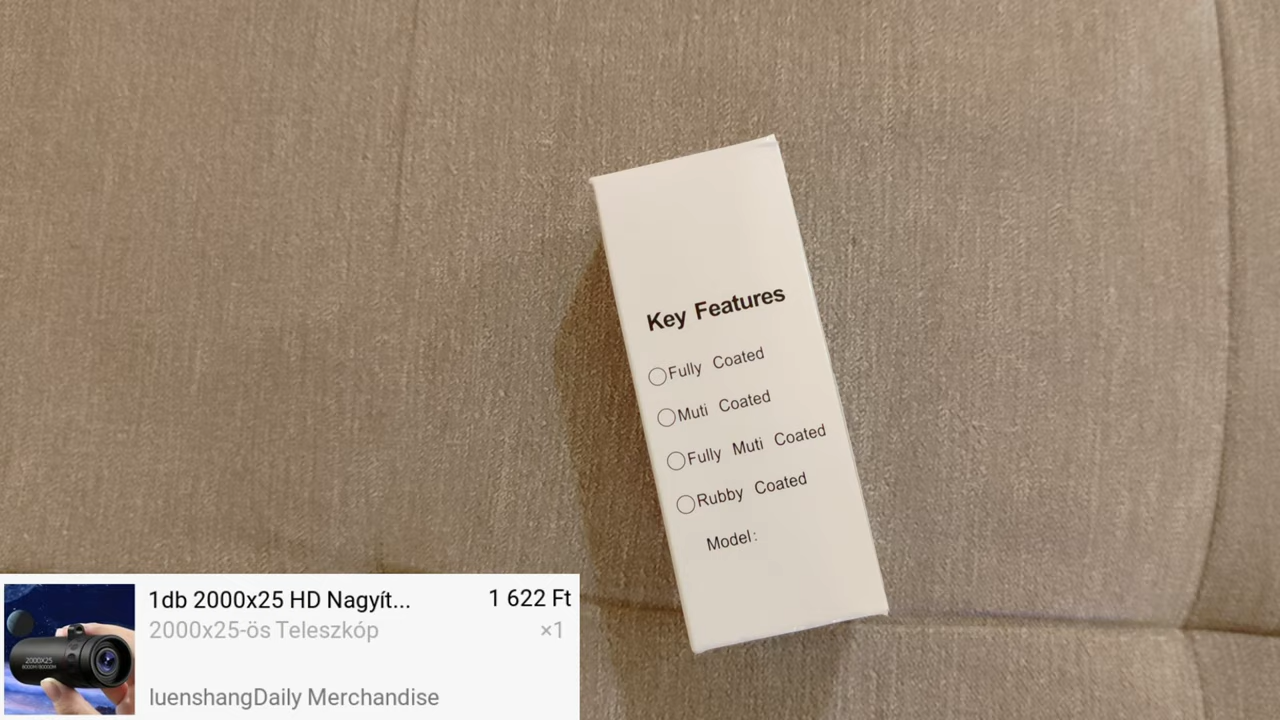 Key Features
Fully Coated
Muti Coated
Fully Muti Coated
Rubby Coated
Model:
1db 2000x25 HD Nagyít... 1 622 Ft
2000x25-ös Teleszkóp ×1
luenshangDaily Merchandise
2000X25